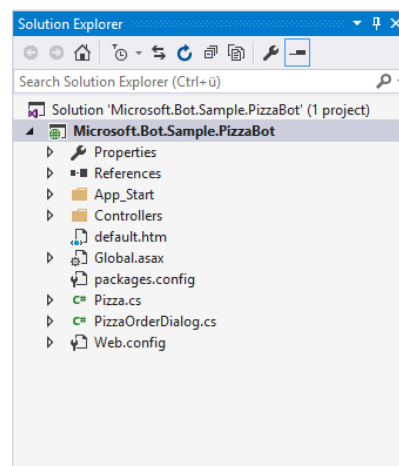 Solution Explorer
Search Solution Explorer (Ctrl+ü)
Solution 'Microsoft.Bot.Sample.PizzaBot' (1 project)
Microsoft.Bot.Sample.PizzaBot
Properties
References
App_Start
Controllers
default.htm
Global.asax
packages.config
C# Pizza.cs
C# PizzaOrderDialog.cs
Web.config